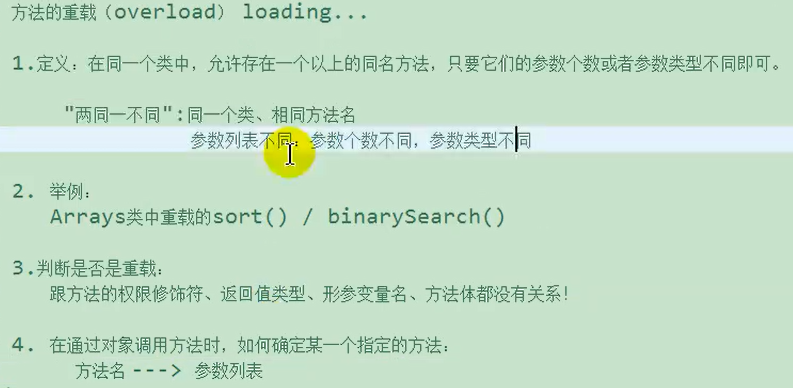 方法的重载（overload） loading...
1.定义：在同一个类中，允许存在一个以上的同名方法，只要它们的参数个数或者参数类型不同即可。
"两同一不同":同一个类、相同方法名
参数列表不同：参数个数不同，参数类型不同
2. 举例：
Arrays类中重载的sort() / binarySearch()
3.判断是否是重载：
跟方法的权限修饰符、返回值类型、形参变量名、方法体都没有关系！
4. 在通过对象调用方法时，如何确定某一个指定的方法：
方法名 ---> 参数列表